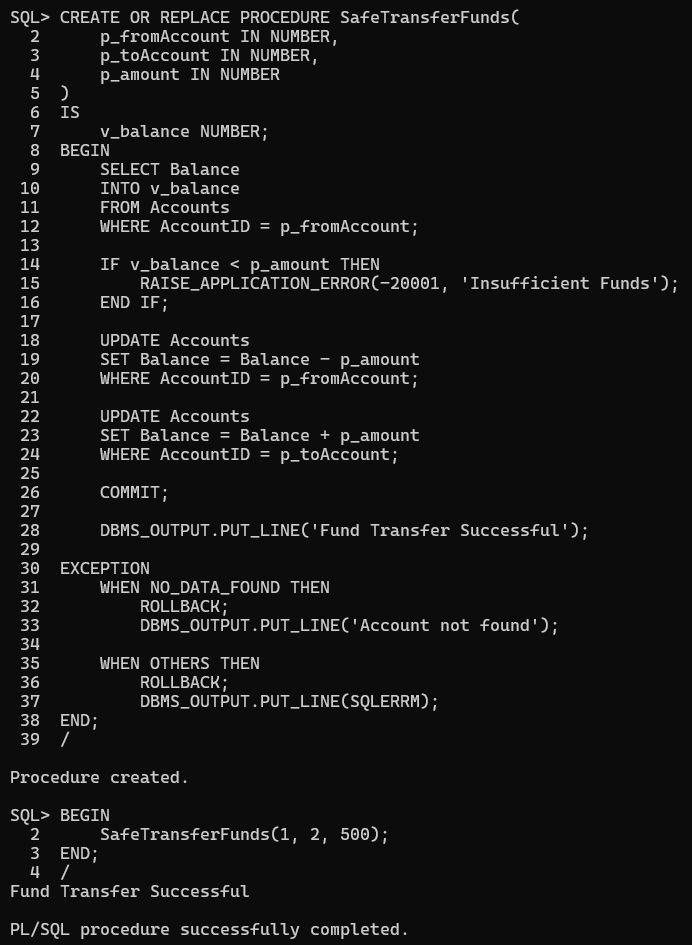 SQL> CREATE OR REPLACE PROCEDURE SafeTransferFunds(
  2      p_fromAccount IN NUMBER,
  3      p_toAccount IN NUMBER,
  4      p_amount IN NUMBER
  5  )
  6  IS
  7      v_balance NUMBER;
  8  BEGIN
  9      SELECT Balance
 10      INTO v_balance
 11      FROM Accounts
 12      WHERE AccountID = p_fromAccount;
 13
 14      IF v_balance < p_amount THEN
 15          RAISE_APPLICATION_ERROR(-20001, 'Insufficient Funds');
 16      END IF;
 17
 18      UPDATE Accounts
 19      SET Balance = Balance - p_amount
 20      WHERE AccountID = p_fromAccount;
 21
 22      UPDATE Accounts
 23      SET Balance = Balance + p_amount
 24      WHERE AccountID = p_toAccount;
 25
 26      COMMIT;
 27
 28      DBMS_OUTPUT.PUT_LINE('Fund Transfer Successful');
 29
 30  EXCEPTION
 31      WHEN NO_DATA_FOUND THEN
 32          ROLLBACK;
 33          DBMS_OUTPUT.PUT_LINE('Account not found');
 34
 35      WHEN OTHERS THEN
 36          ROLLBACK;
 37          DBMS_OUTPUT.PUT_LINE(SQLERRM);
 38  END;
 39  /

Procedure created.

SQL> BEGIN
  2      SafeTransferFunds(1, 2, 500);
  3  END;
  4  /
Fund Transfer Successful

PL/SQL procedure successfully completed.